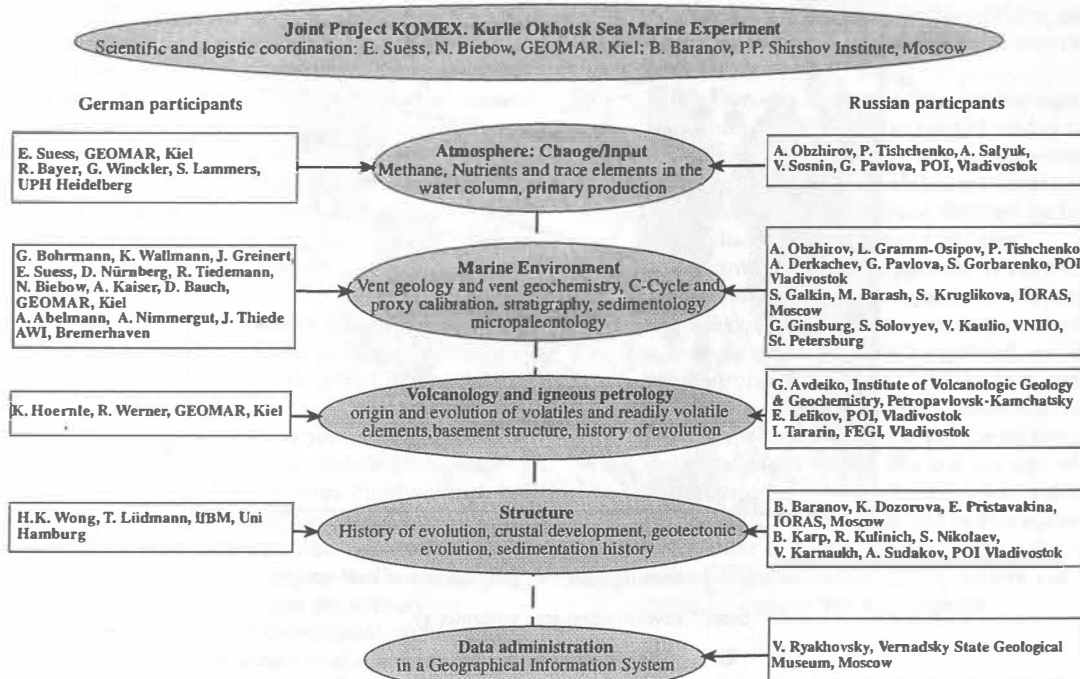 Joint Project KOMEX. Kurlle Okhotsk Sea Marine Experiment
Scientific and logistic coordination: E. Suess, N. Biebow, GEOMAR. Kiel; B. Baranov, P.P. Shirshov Institute, Moscow
German participants
Russian partcpants
E. Suess, GEOMAR, Kiel
R. Bayer, G. Winckler, S. Lammers,
UPH Heidelberg
Atmosphere: Change/Input
Methane, Nutrients and trace elements in the
water column, primary production
A. Obzhirov, P. Tishchenko, A. Salyuk,
V. Sosnin, G. Pavlova, POI, Vladivostok
G. Bohrmann, K. Wallmann, J. Greinert,
E. Suess, D. Nürnberg, R. Tiedemann,
N. Biebow, A. Kaiser, D. Bauch,
GEOMAR, Kiel
A. Abelmann, A. Nimmergut, J. Thiede
AWI, Bremerhaven
Marine Environment
Vent geology and vent geochemistry, C-Cycle and
proxy calibration, stratigraphy, sedimentology
micropaleontology
A. Obzhirov, L. Gramm-Osipov, P. Tishchenko
A. Derkachev, G. Pavlova, S. Gorbarenko, POI
Vladivostok
S. Galkin, M. Barash, S. Kruglikova, IORAS,
Moscow
G. Ginsburg, S. Solovyev, V. Kaulio, VNIIO,
St. Petersburg
K. Hoernle, R. Werner, GEOMAR, Kiel
Volcanology and igneous petrology
origin and evolution of volatiles and readily volatile
elements,basement structure, history of evolution
G. Avdeiko, Institute of Volcanologic Geology
& Geochemistry, Petropavlovsk-Kamchatsky
E. Lelikov, POI, Vladivostok
I. Tararin, FEGI, Vladivostok
H.K. Wong, T. Lüdmann, IfBM, Uni
Hamburg
Structure
History of evolution, crustal development, geotectonic
evolution, sedimentation history
B. Baranov, K. Dozorova, E. Pristavakina,
IORAS, Moscow
B. Karp, R. Kulinich, S. Nikolaev,
V. Karnaukh, A. Sudakov, POI Vladivostok
Data administration
in a Geographical Information System
V. Ryakhovsky, Vernadsky State Geological
Museum, Moscow